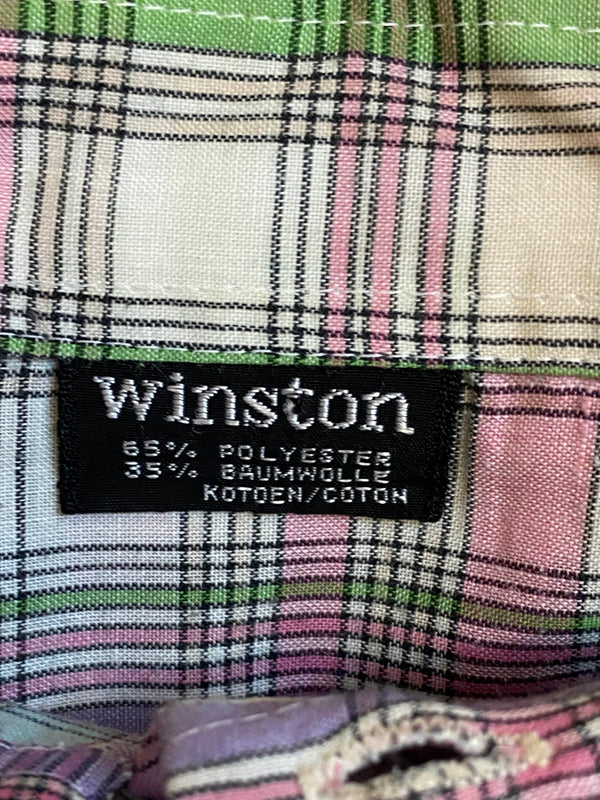 winston
65% POLYESTER
35% BAUMWOLLE
KOTOEN/COTON